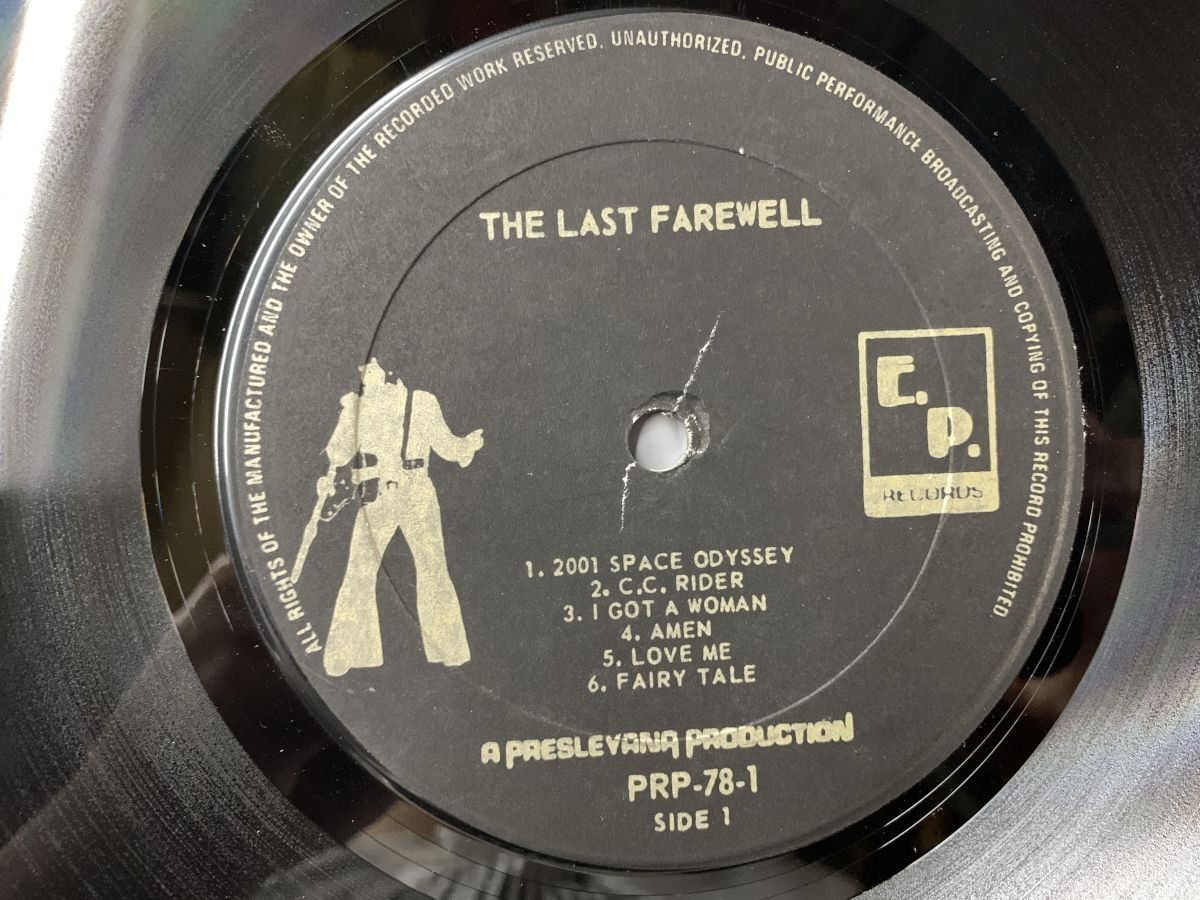 ALL RIGHTS OF THE MANUFACTURED AND THE OWNER OF THE RECORDED WORK RESERVED. UNAUTHORIZED. PUBLIC PERFORMANCE BROADCASTING AND COPYING OF THIS RECORD PROHIBITED.
THE LAST FAREWELL
E.P.
RECORDS
1. 2001 SPACE ODYSSEY
2. C.C. RIDER
3. I GOT A WOMAN
4. AMEN
5. LOVE ME
6. FAIRY TALE
A PRESLEYANA PRODUCTION
PRP-78-1
SIDE 1